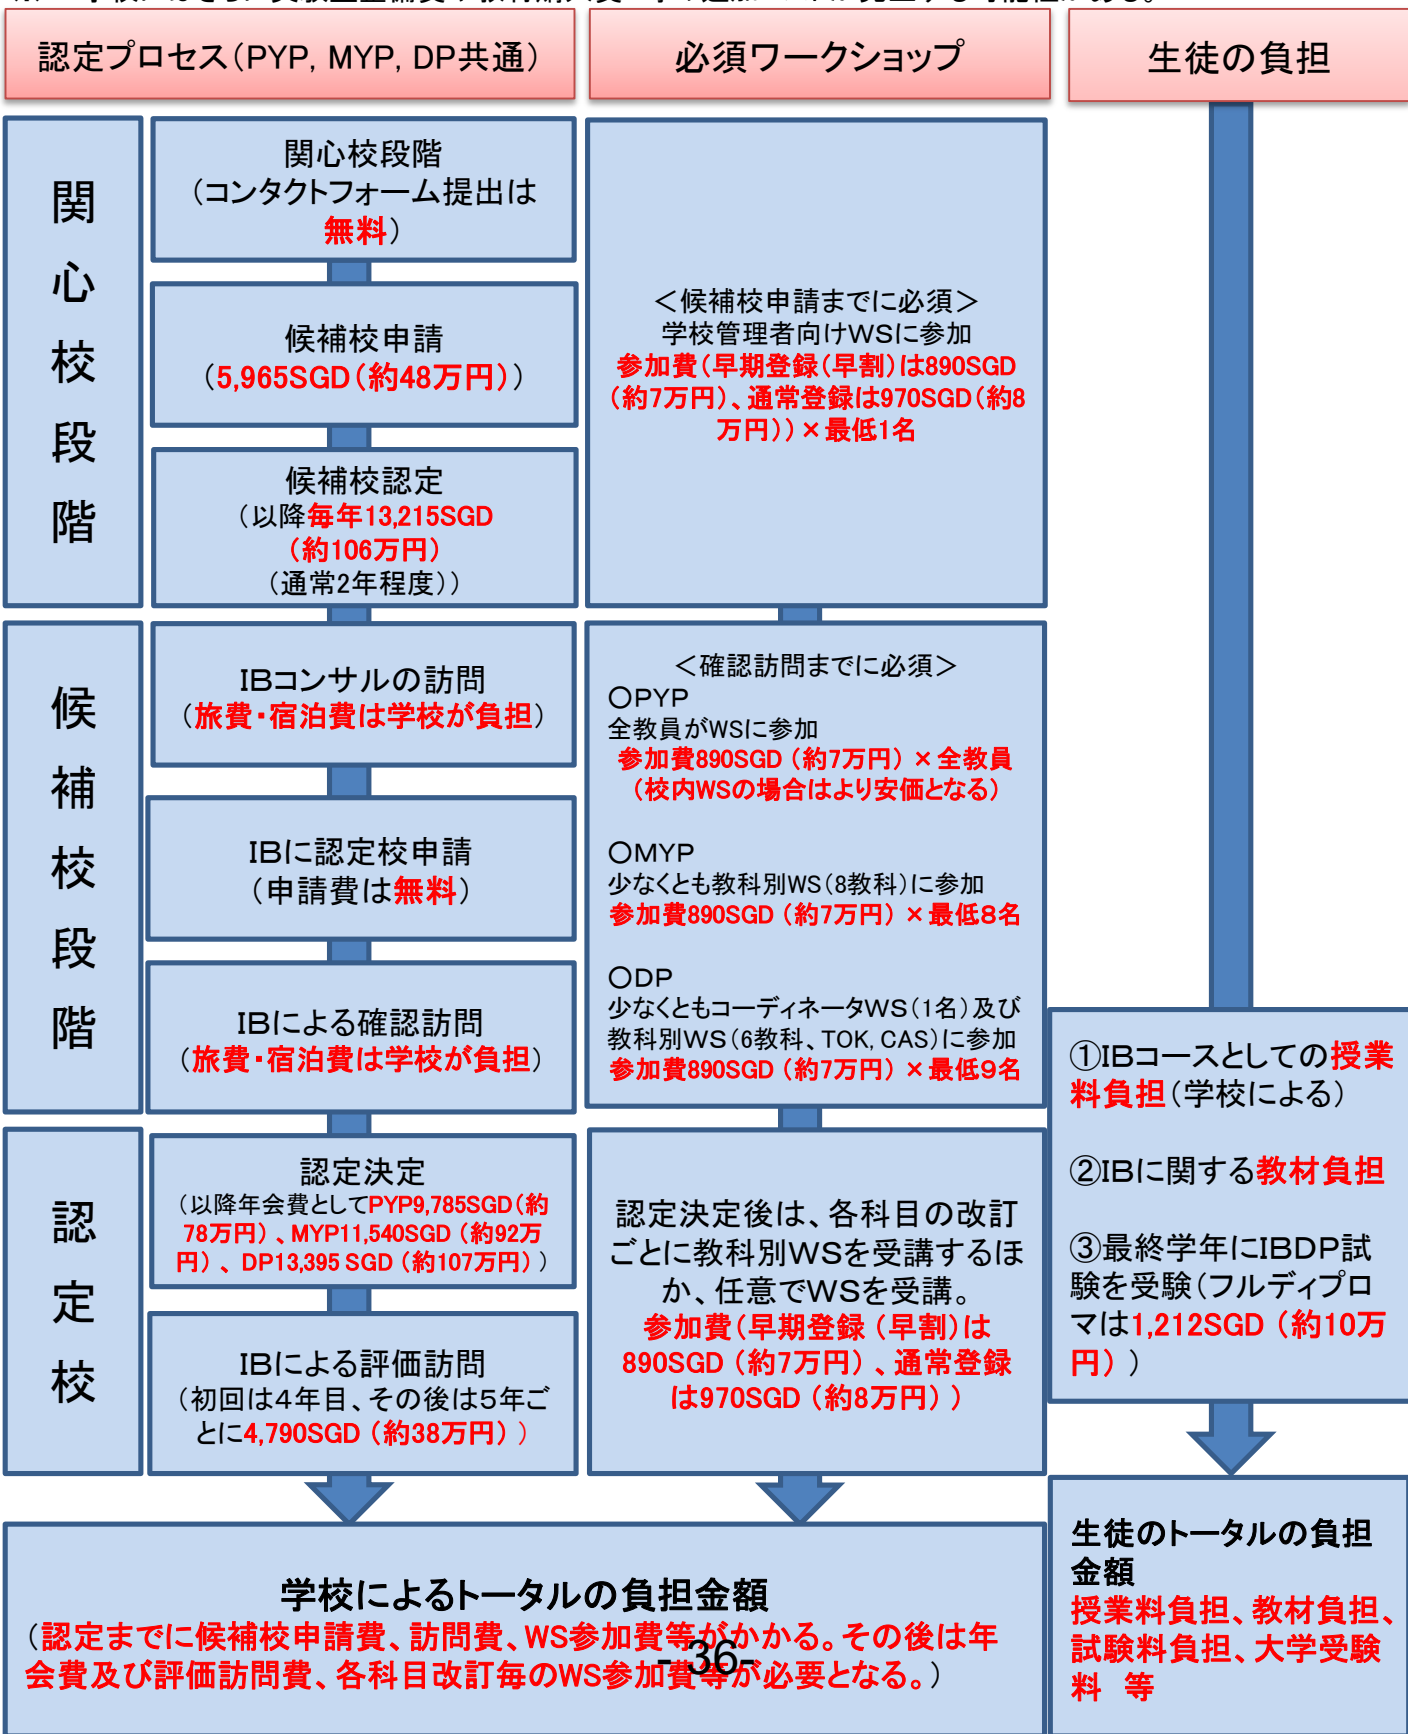 認定プロセス(PYP, MYP, DP共通)
必須ワークショップ
生徒の負担
関心校段階
関心校段階
(コンタクトフォーム提出は
無料)
候補校申請
(5,965SGD(約48万円))
候補校認定
(以降毎年13,215SGD
(約106万円)
(通常2年程度))
<候補校申請までに必須>
学校管理者向けWSに参加
参加費(早期登録(早割)は890SGD
(約7万円)、通常登録は970SGD(約8
万円))×最低1名
候補校段階
IBコンサルの訪問
(旅費・宿泊費は学校が負担)
IBに認定校申請
(申請費は無料)
IBによる確認訪問
(旅費・宿泊費は学校が負担)
<確認訪問までに必須>
○PYP
全教員がWSに参加
参加費890SGD (約7万円)×全教員
(校内WSの場合はより安価となる)
○MYP
少なくとも教科別WS(8教科)に参加
参加費890SGD (約7万円)×最低8名
○DP
少なくともコーディネータWS(1名)及び
教科別WS(6教科、TOK, CAS)に参加
参加費890SGD (約7万円)×最低9名
認定校
認定決定
(以降年会費としてPYP9,785SGD(約
78万円)、MYP11,540SGD (約92万
円)、DP13,395 SGD (約107万円))
IBによる評価訪問
(初回は4年目、その後は5年ご
とに4,790SGD (約38万円))
認定決定後は、各科目の改訂
ごとに教科別WSを受講するほ
か、任意でWSを受講。
参加費(早期登録 (早割)は
890SGD (約7万円)、通常登録
は970SGD (約8万円))
①IBコースとしての授業
料負担(学校による)
②IBに関する教材負担
③最終学年にIBDP試
験を受験(フルディプロ
マは1,212SGD (約10万
円))
学校によるトータルの負担金額
(認定までに候補校申請費、訪問費、WS参加費等がかかる。その後は年
会費及び評価訪問費、各科目改訂毎のWS参加費等が必要となる。)
-36-
生徒のトータルの負担
金額
授業料負担、教材負担、
試験料負担、大学受験
料 等